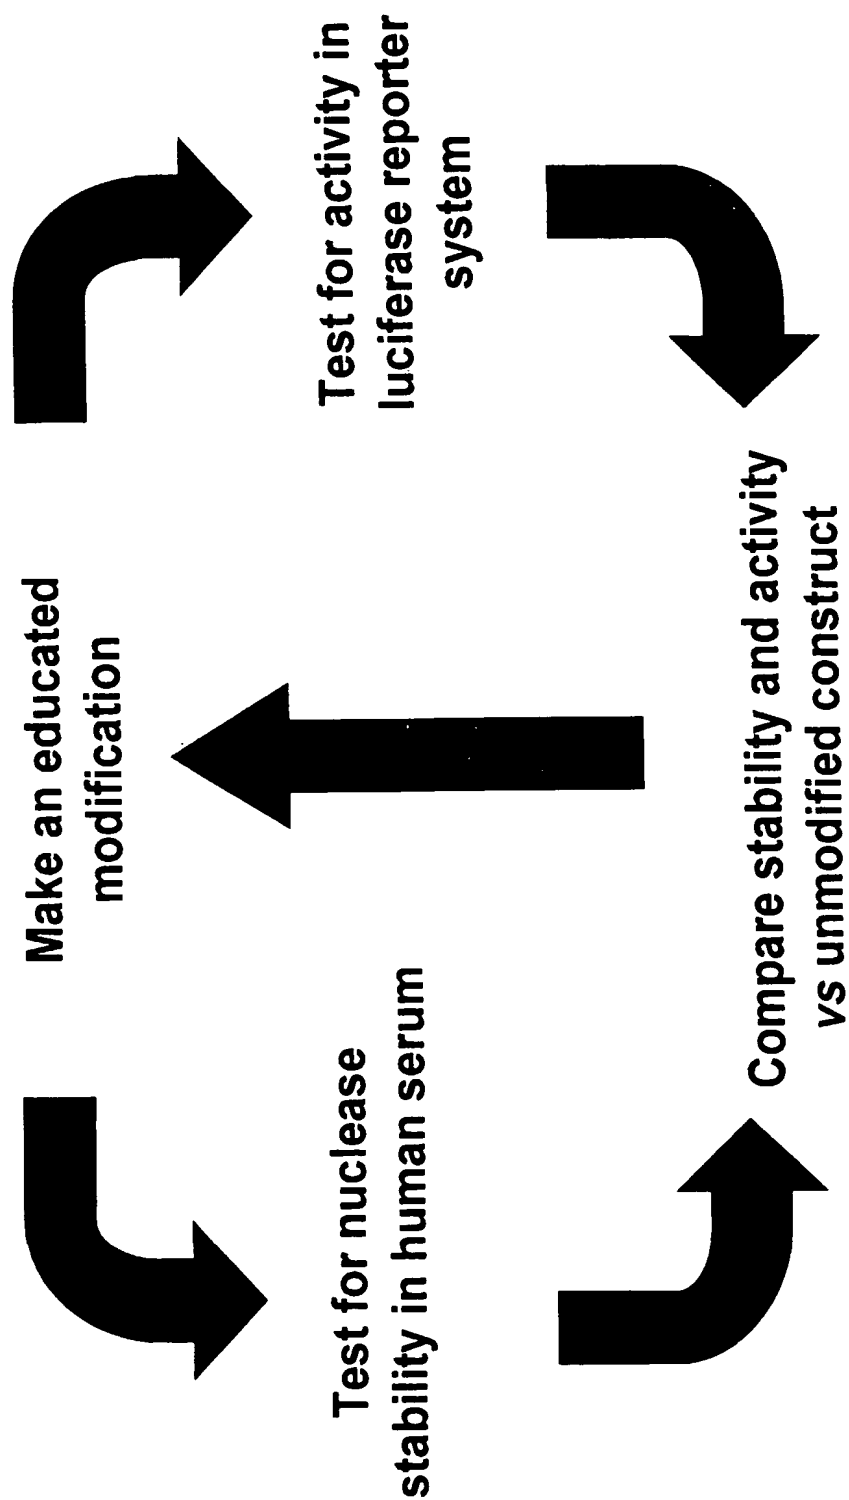 Make an educated
modification
Test for nuclease
stability in human serum
Test for activity in
luciferase reporter
system
Compare stability and activity
vs unmodified construct